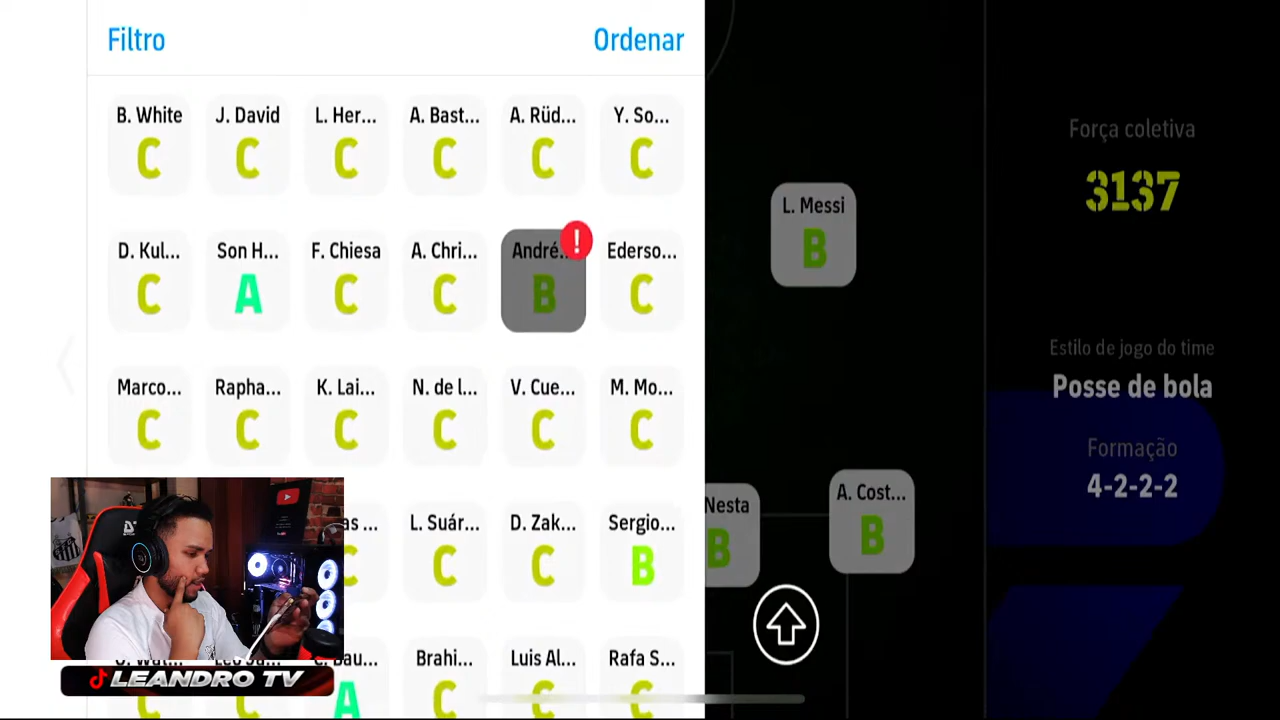 Filtro
Ordenar
B. White
J. David
L. Her...
A. Bast...
A. Rüd...
Y. So...
C
C
C
C
C
C
D. Kul...
Son H...
F. Chiesa
A. Chri...
André...
!
Ederso...
C
A
C
C
B
C
Marco...
Rapha...
K. Lai...
N. de l...
V. Cue...
M. Mo...
C
C
C
C
C
C
L. Suár...
D. Zak...
Sergio...
C
C
C
B
Brahi...
Luis Al...
Rafa S...
C
C
A
C
C
C
L. Messi
B
Nesta
B
A. Cost...
B
Força coletiva
3137
Estilo de jogo do time
Posse de bola
Formação
4-2-2-2
LEANDRO TV